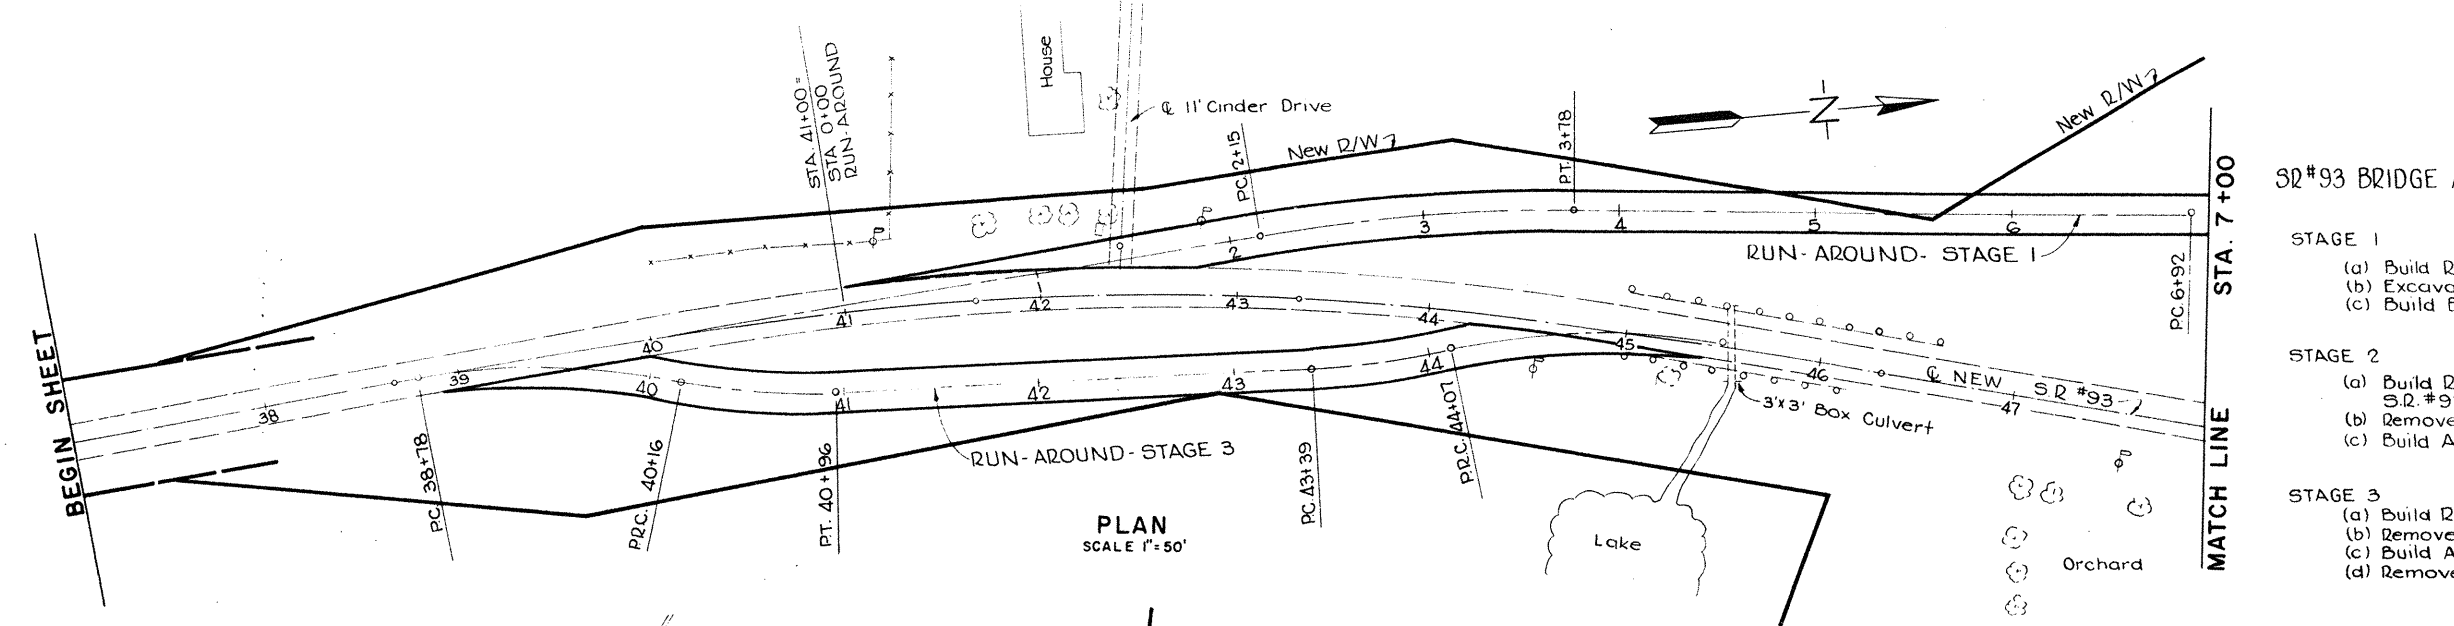 BEGIN SHEET
STA. 41+00=
STA 0+00
RUN-AROUND
House
℄ 11' Cinder Drive
New R/W
P.C. 2+15
P.T. 3+78
N
New R/W
2
3
4
5
6
RUN-AROUND-STAGE 1
P.C. 6+92
STA. 7+00
MATCH LINE
38
39
40
41
42
43
44
45
46
47
℄ NEW S.R #93
40
41
42
43
44
RUN-AROUND-STAGE 3
3'x3' Box Culvert
P.C. 38+78
P.R.C. 40+16
P.T. 40+96
P.C. 43+39
P.R.C. 44+07
PLAN
SCALE 1"=50'
Lake
Orchard
SR#93 BRIDGE
STAGE 1
(a) Build R
(b) Excava
(c) Build
STAGE 2
(a) Build R
S.R. #9
(b) Remove
(c) Build A
STAGE 3
(a) Build R
(b) Remove
(c) Build A
(d) Remove